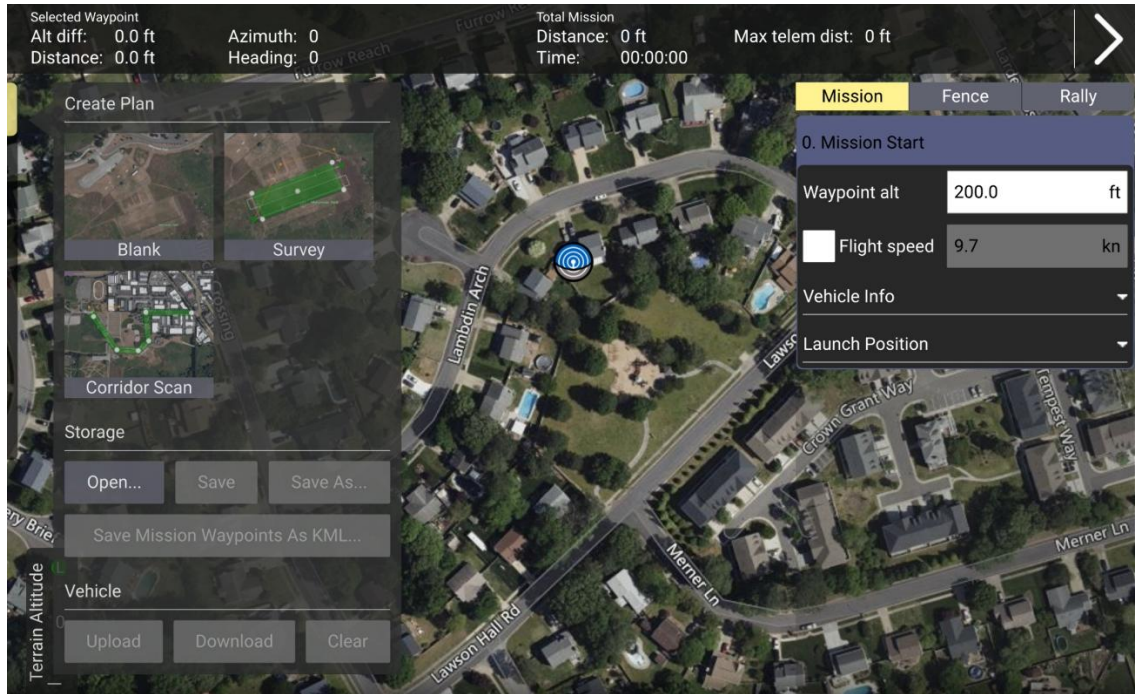 Selected Waypoint
Alt diff: 0.0 ft
Azimuth: 0
Distance: 0.0 ft
Heading: 0
Total Mission
Distance: 0 ft
Time: 00:00:00
Max telem dist: 0 ft
Furrow Reach
Create Plan
Blank
Survey
Corridor Scan
Crossing
Storage
Open...
Save
Save As...
Save Mission Waypoints As KML...
Vehicle
Upload
Download
Clear
Terrain Altitude
0
Mission
Fence
Rally
0. Mission Start
Waypoint alt
200.0 ft
Flight speed
9.7 kn
Vehicle Info
Launch Position
Lambdin Arch
Crown Grant Way
Tempest Way
Merner Ln
Merner Ln
Lawson Hall Rd